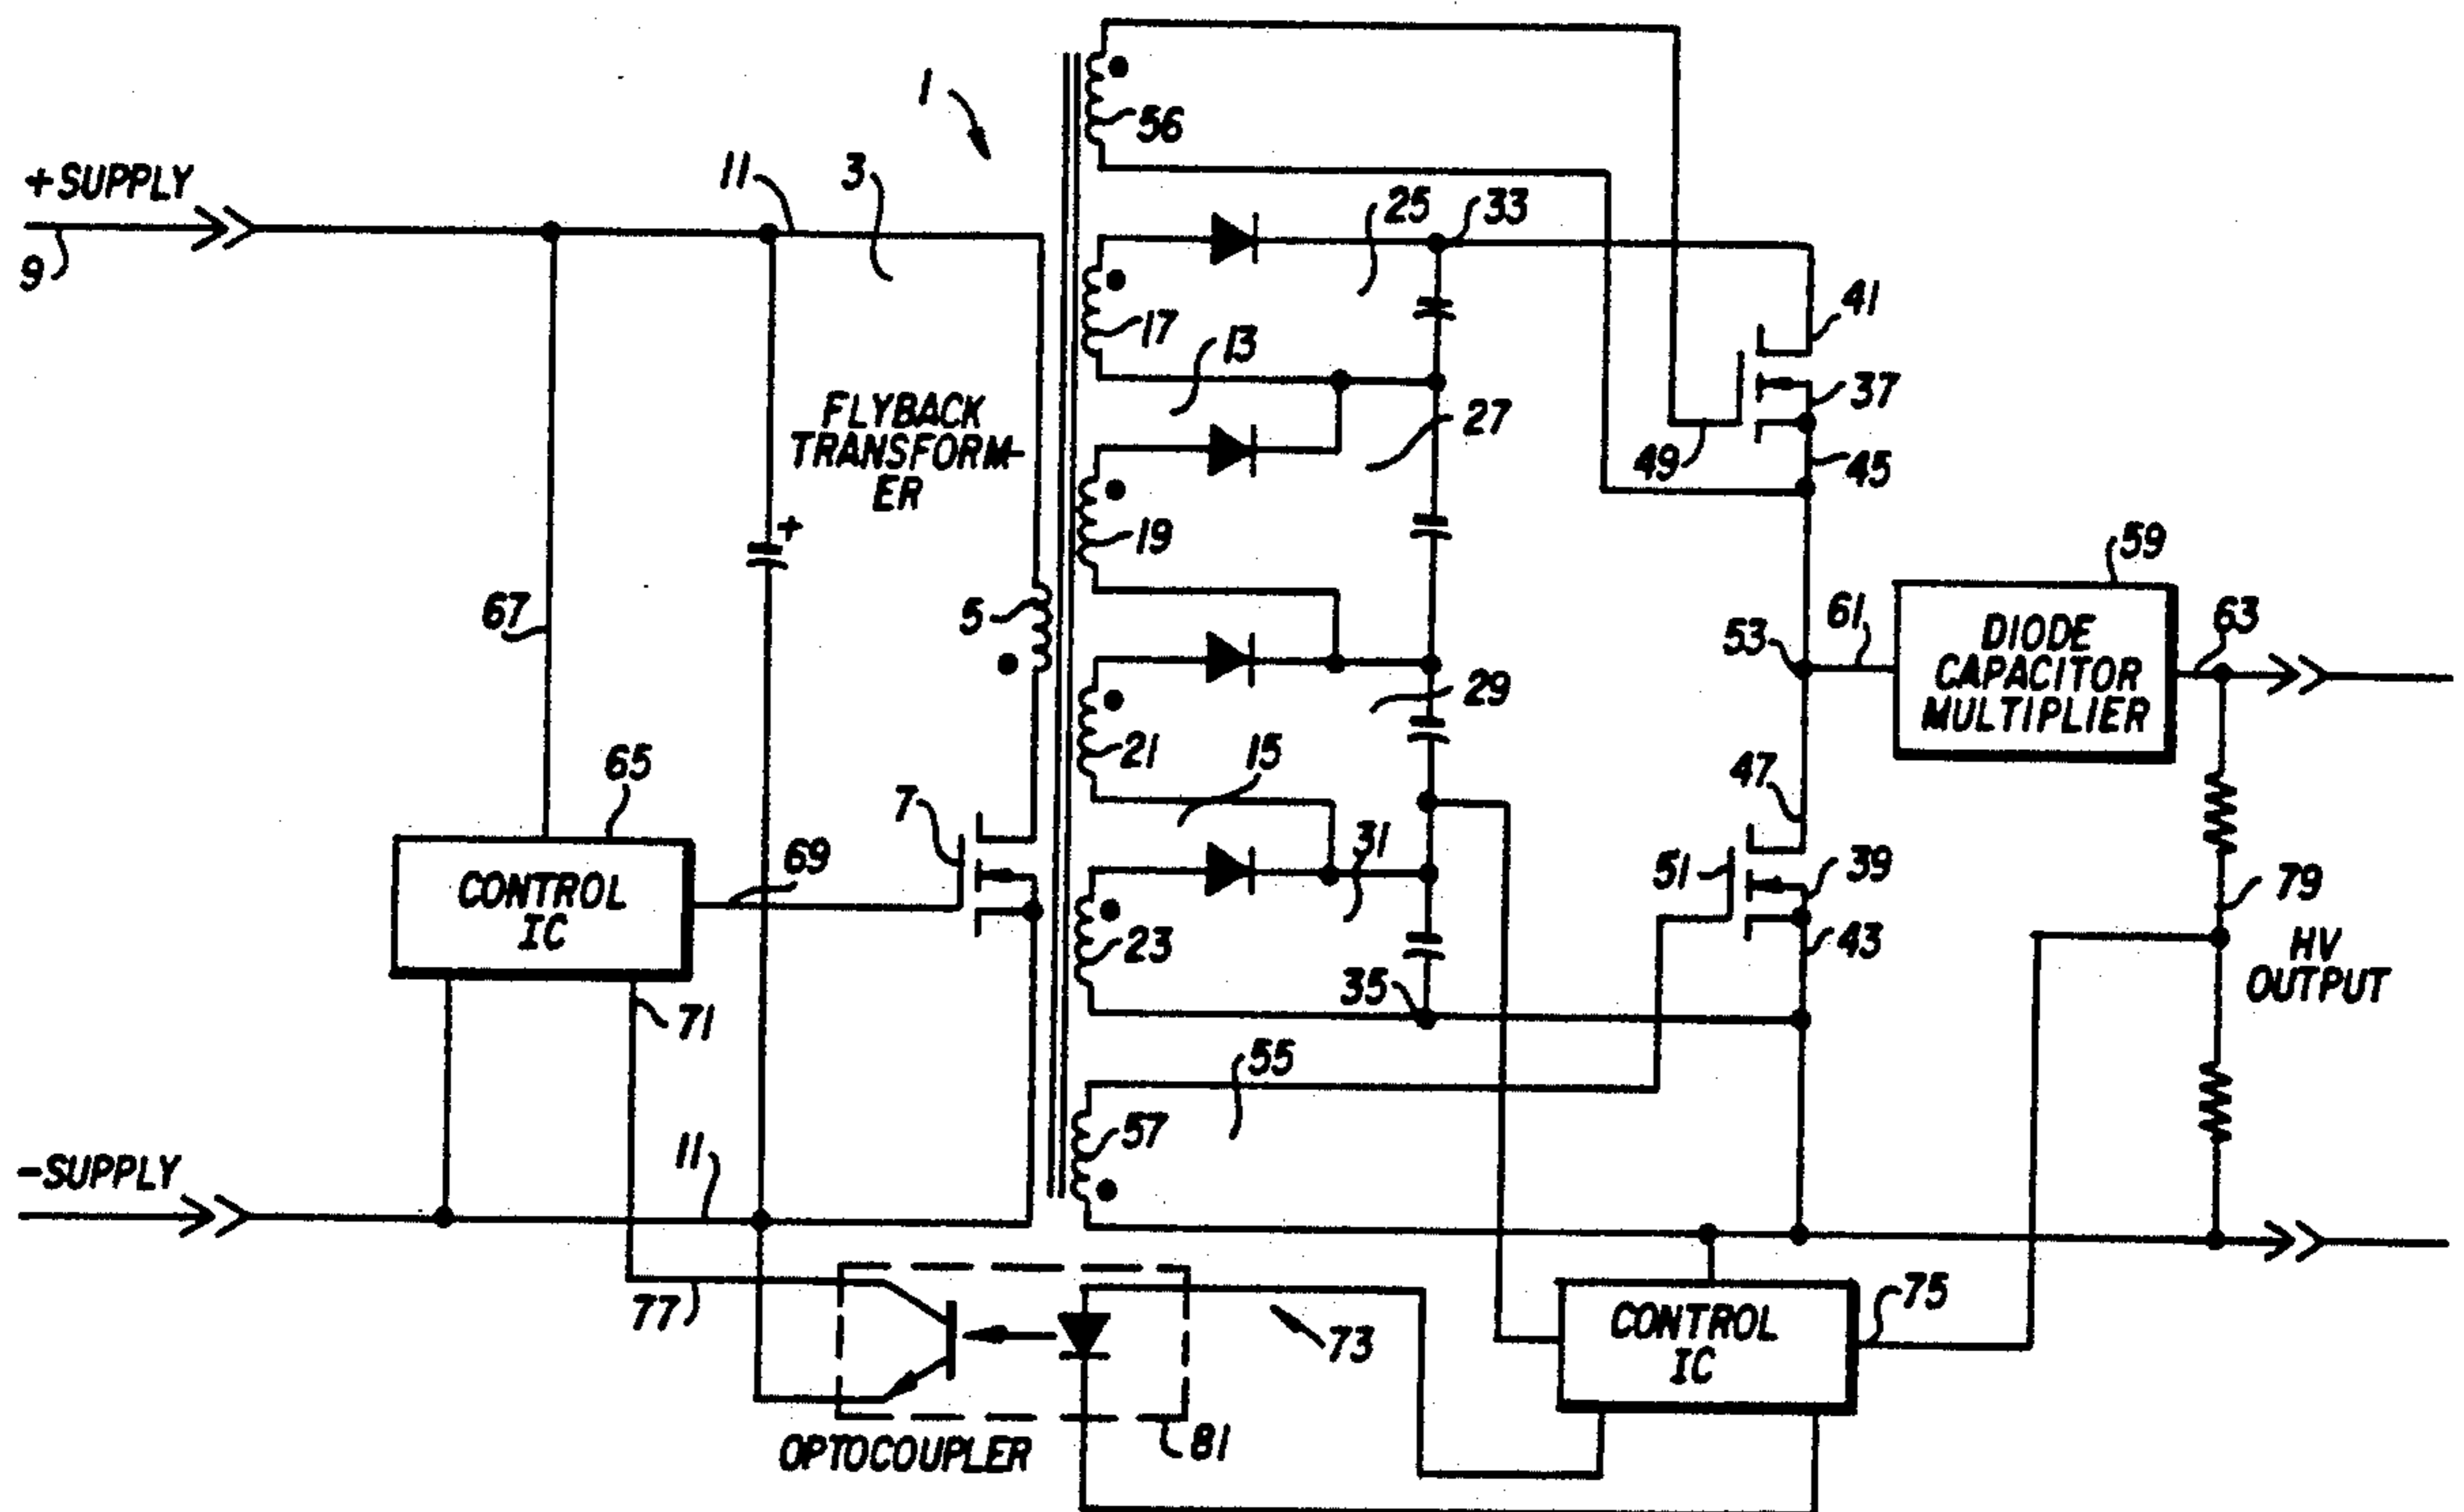 1
56
+SUPPLY
11
3
25
33
9
41
17
13
37
FLYBACK
TRANSFORM-
ER
27
49
45
+
19
59
67
5
53
61
DIODE
CAPACITOR
MULTIPLIER
63
29
21
15
65
7
47
69
31
51
39
79
CONTROL
IC
23
43
HV
OUTPUT
35
71
55
57
-SUPPLY
11
77
73
CONTROL
IC
75
OPTOCOUPLER
81